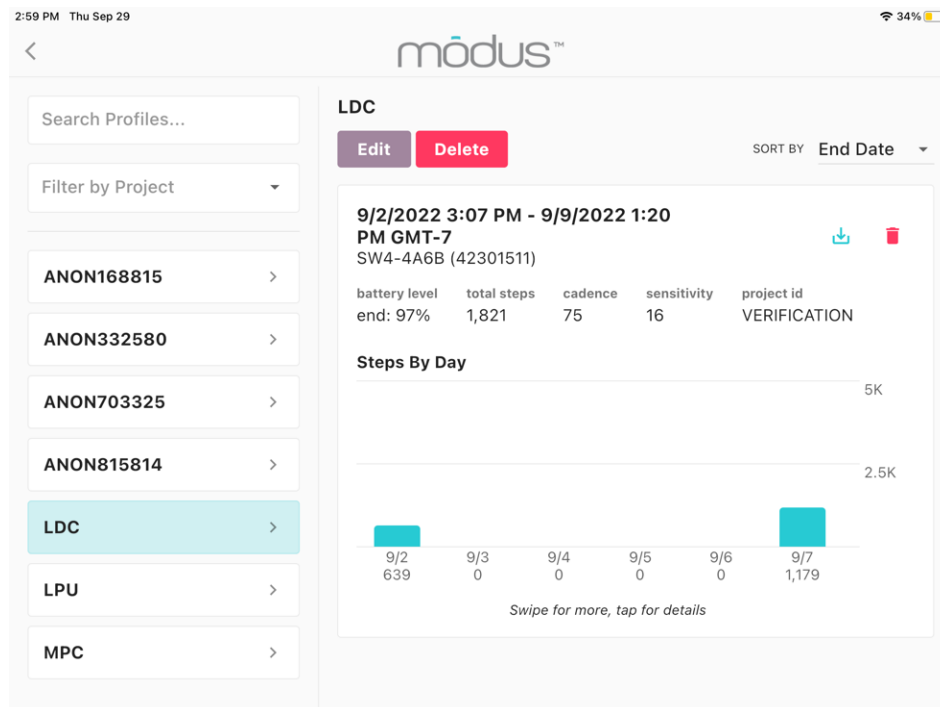 2:59 PM Thu Sep 29
34%
mōdus™
Search Profiles...
Filter by Project
ANON168815
ANON332580
ANON703325
ANON815814
LDC
LPU
MPC
LDC
Edit Delete
SORT BY End Date
9/2/2022 3:07 PM - 9/9/2022 1:20
PM GMT-7
SW4-4A6B (42301511)
battery level total steps cadence sensitivity project id
end: 97% 1,821 75 16 VERIFICATION
Steps By Day
5K
2.5K
9/2 9/3 9/4 9/5 9/6 9/7
639 0 0 0 0 1,179
Swipe for more, tap for details